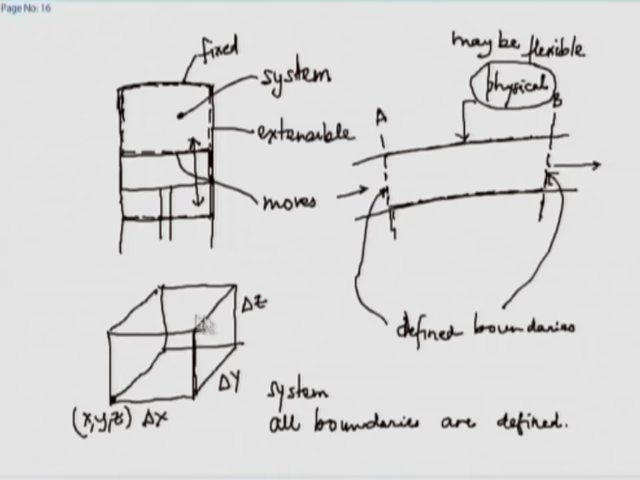 Page No: 16
fixed
system
extensible
moves
may be flexible
physical
A
B
defined boundaries
ΔZ
ΔY
(x,y,z) ΔX
system
all boundaries are defined.